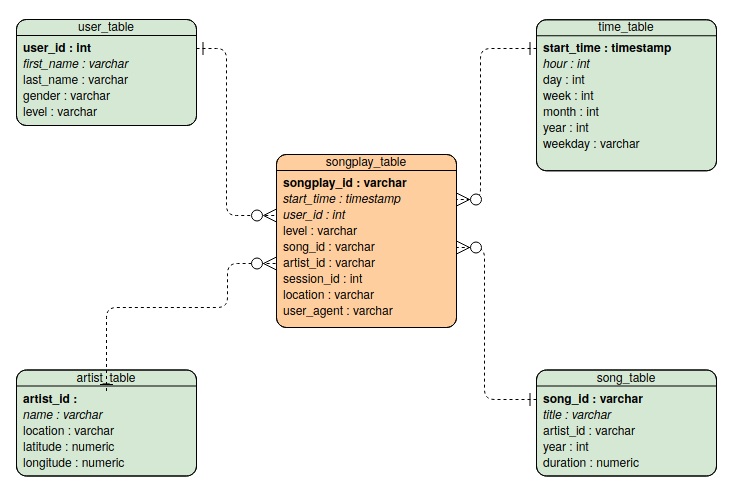 user_table
user_id : int
first_name : varchar
last_name : varchar
gender : varchar
level : varchar
time_table
start_time : timestamp
hour : int
day : int
week : int
month : int
year : int
weekday : varchar
songplay_table
songplay_id : varchar
start_time : timestamp
user_id : int
level : varchar
song_id : varchar
artist_id : varchar
session_id : int
location : varchar
user_agent : varchar
artist_table
artist_id :
name : varchar
location : varchar
latitude : numeric
longitude : numeric
song_table
song_id : varchar
title : varchar
artist_id : varchar
year : int
duration : numeric